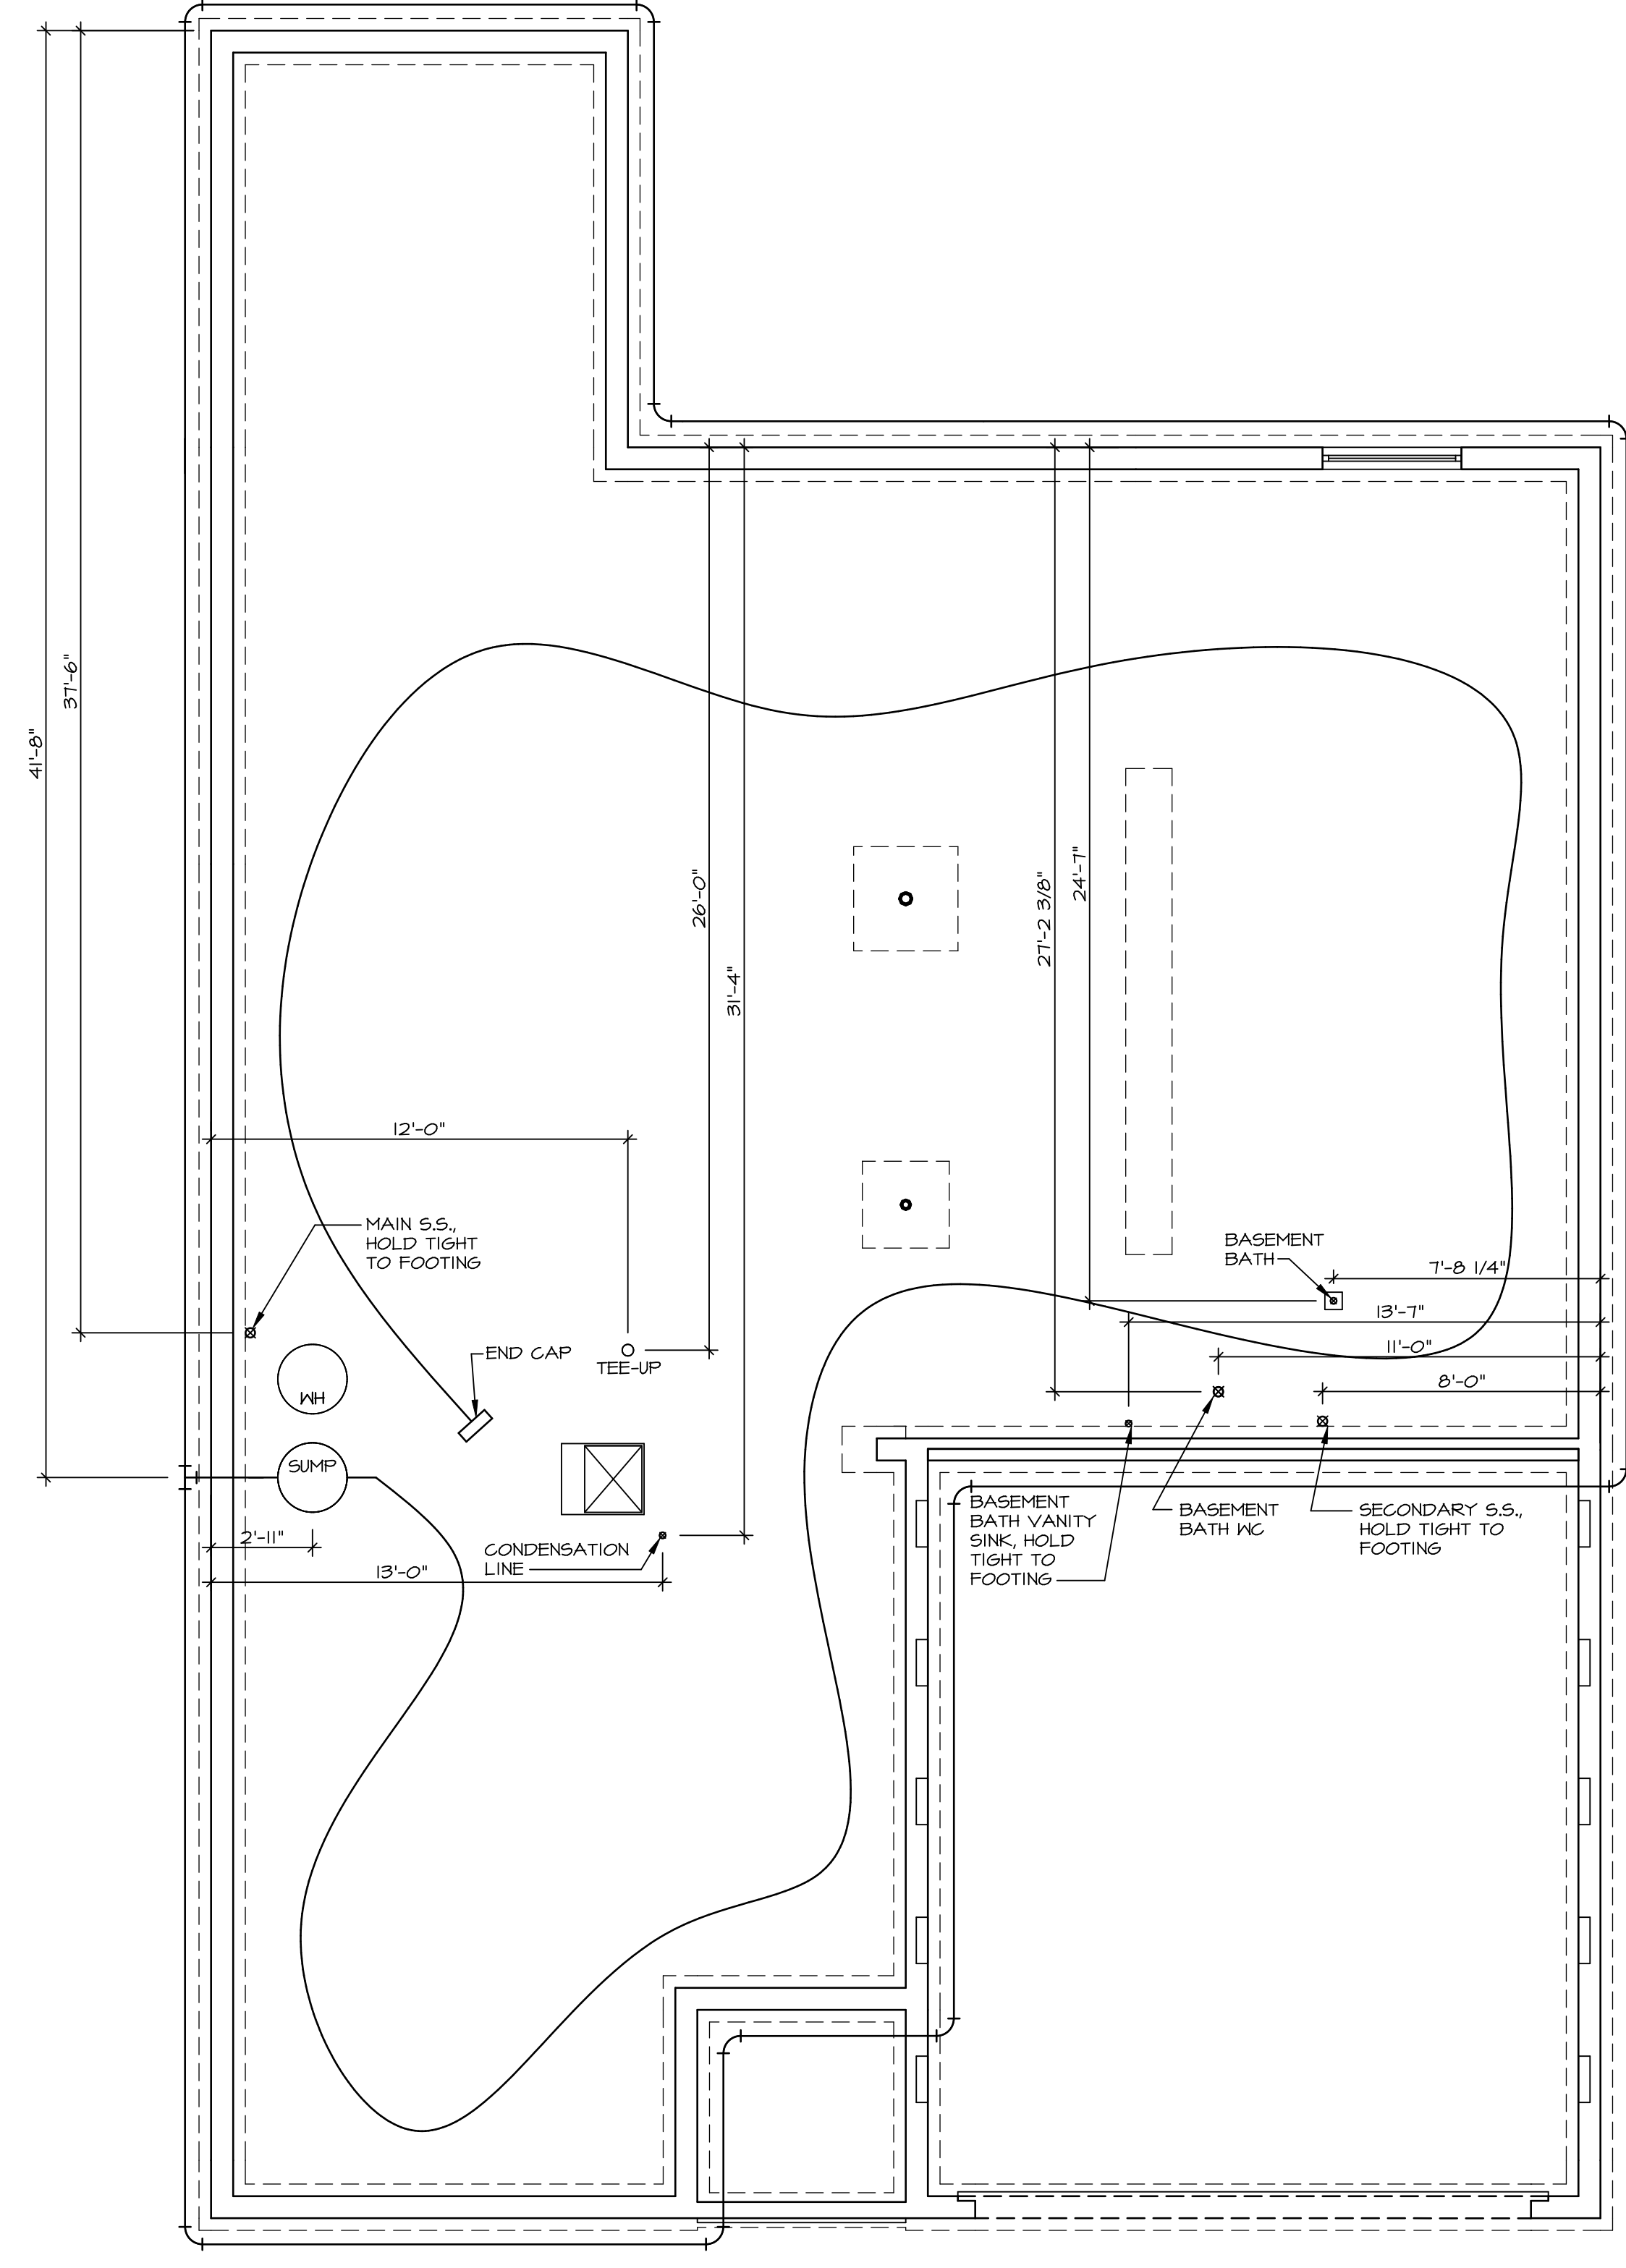 37'-6"
41'-8"
26'-0"
31'-4"
27'-2 3/8"
24'-7"
12'-0"
MAIN S.S.,
HOLD TIGHT
TO FOOTING
BASEMENT
BATH
7'-8 1/4"
13'-7"
11'-0"
8'-0"
END CAP
TEE-UP
WH
SUMP
2'-11"
13'-0"
CONDENSATION
LINE
BASEMENT
BATH VANITY
SINK, HOLD
TIGHT TO
FOOTING
BASEMENT
BATH WC
SECONDARY S.S.,
HOLD TIGHT TO
FOOTING